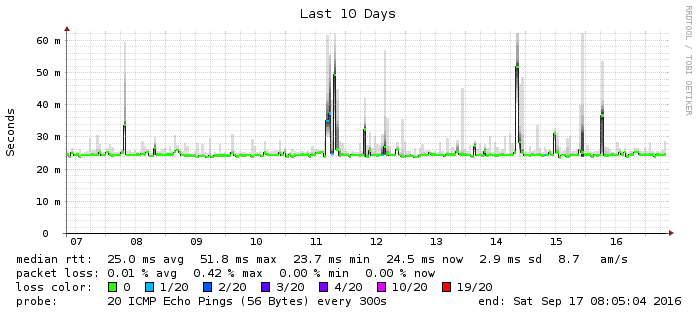 Last 10 Days
RRDTOOL / TOBI OETIKER
Seconds
60 m
50 m
40 m
30 m
20 m
10 m
0
07 08 09 10 11 12 13 14 15 16
median rtt: 25.0 ms avg 51.8 ms max 23.7 ms min 24.5 ms now 2.9 ms sd 8.7 am/s
packet loss: 0.01 % avg 0.42 % max 0.00 % min 0.00 % now
loss color: 0 1/20 2/20 3/20 4/20 10/20 19/20
probe: 20 ICMP Echo Pings (56 Bytes) every 300s end: Sat Sep 17 08:05:04 2016